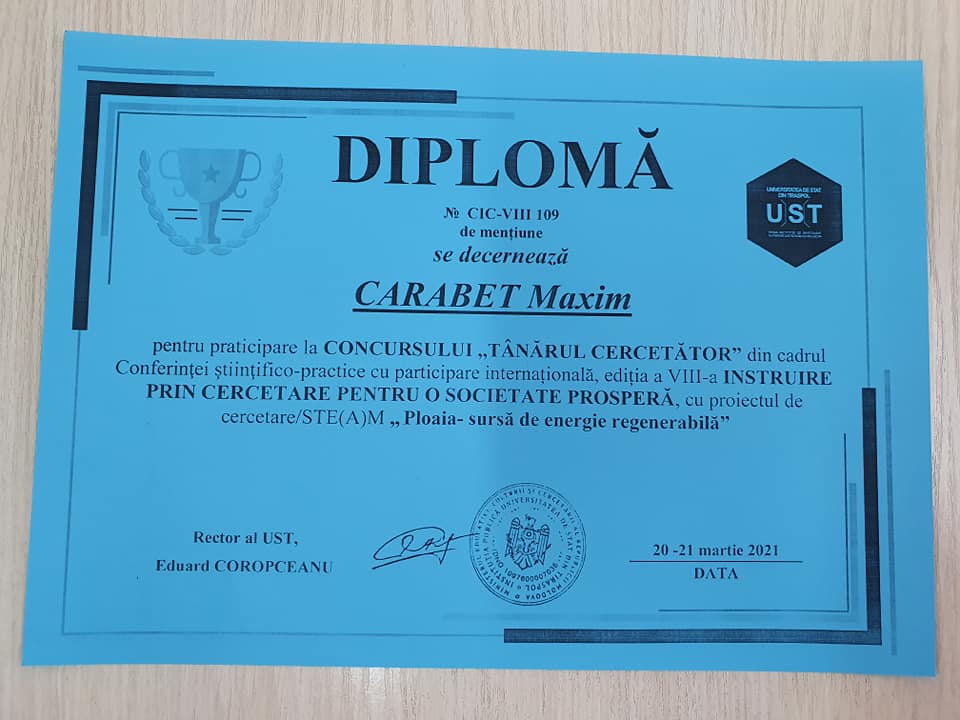 DIPLOMĂ
№ CIC-VIII 109
de mențiune
se decernează
CARABET Maxim
UNIVERSITATEA DE STAT
DIN TIRASPOL
UST
pentru praticipare la CONCURSULUI „TÂNĂRUL CERCETĂTOR” din cadrul
Conferinței științifico-practice cu participare internațională, ediția a VIII-a INSTRUIRE
PRIN CERCETARE PENTRU O SOCIETATE PROSPERĂ, cu proiectul de
cercetare/STE(A)M „Ploaia- sursă de energie regenerabilă”
Rector al UST,
Eduard COROPCEANU
20 -21 martie 2021
DATA